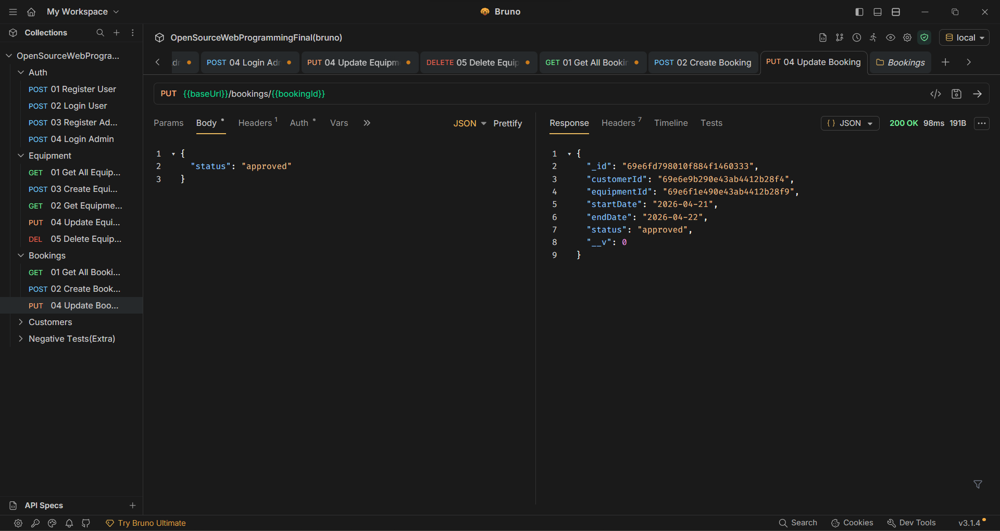 My Workspace
Bruno
Collections
OpenSourceWebProgra...
Auth
POST 01 Register User
POST 02 Login User
POST 03 Register Ad...
POST 04 Login Admin
Equipment
GET 01 Get All Equip...
POST 03 Create Equi...
GET 02 Get Equipme...
PUT 04 Update Equi...
DEL 05 Delete Equip...
Bookings
GET 01 Get All Booki...
POST 02 Create Book...
PUT 04 Update Boo...
Customers
Negative Tests(Extra)
API Specs
OpenSourceWebProgrammingFinal(bruno)
local
POST 04 Login Adr
PUT 04 Update Equipm
DELETE 05 Delete Equip
GET 01 Get All Bookin
POST 02 Create Booking
PUT 04 Update Booking
Bookings
PUT {{baseUrl}}/bookings/{{bookingId}}
Params Body Headers 1 Auth Vars JSON Prettify
1 {
2 "status": "approved"
3 }
Response Headers 7 Timeline Tests { } JSON 200 OK 98ms 191B
1 {
2 "_id": "69e6fd798010f884f1460333",
3 "customerId": "69e6e9b290e43ab4412b28f4",
4 "equipmentId": "69e6f1e490e43ab4412b28f9",
5 "startDate": "2026-04-21",
6 "endDate": "2026-04-22",
7 "status": "approved",
8 "__v": 0
9 }
Try Bruno Ultimate
Search Cookies Dev Tools v3.1.4